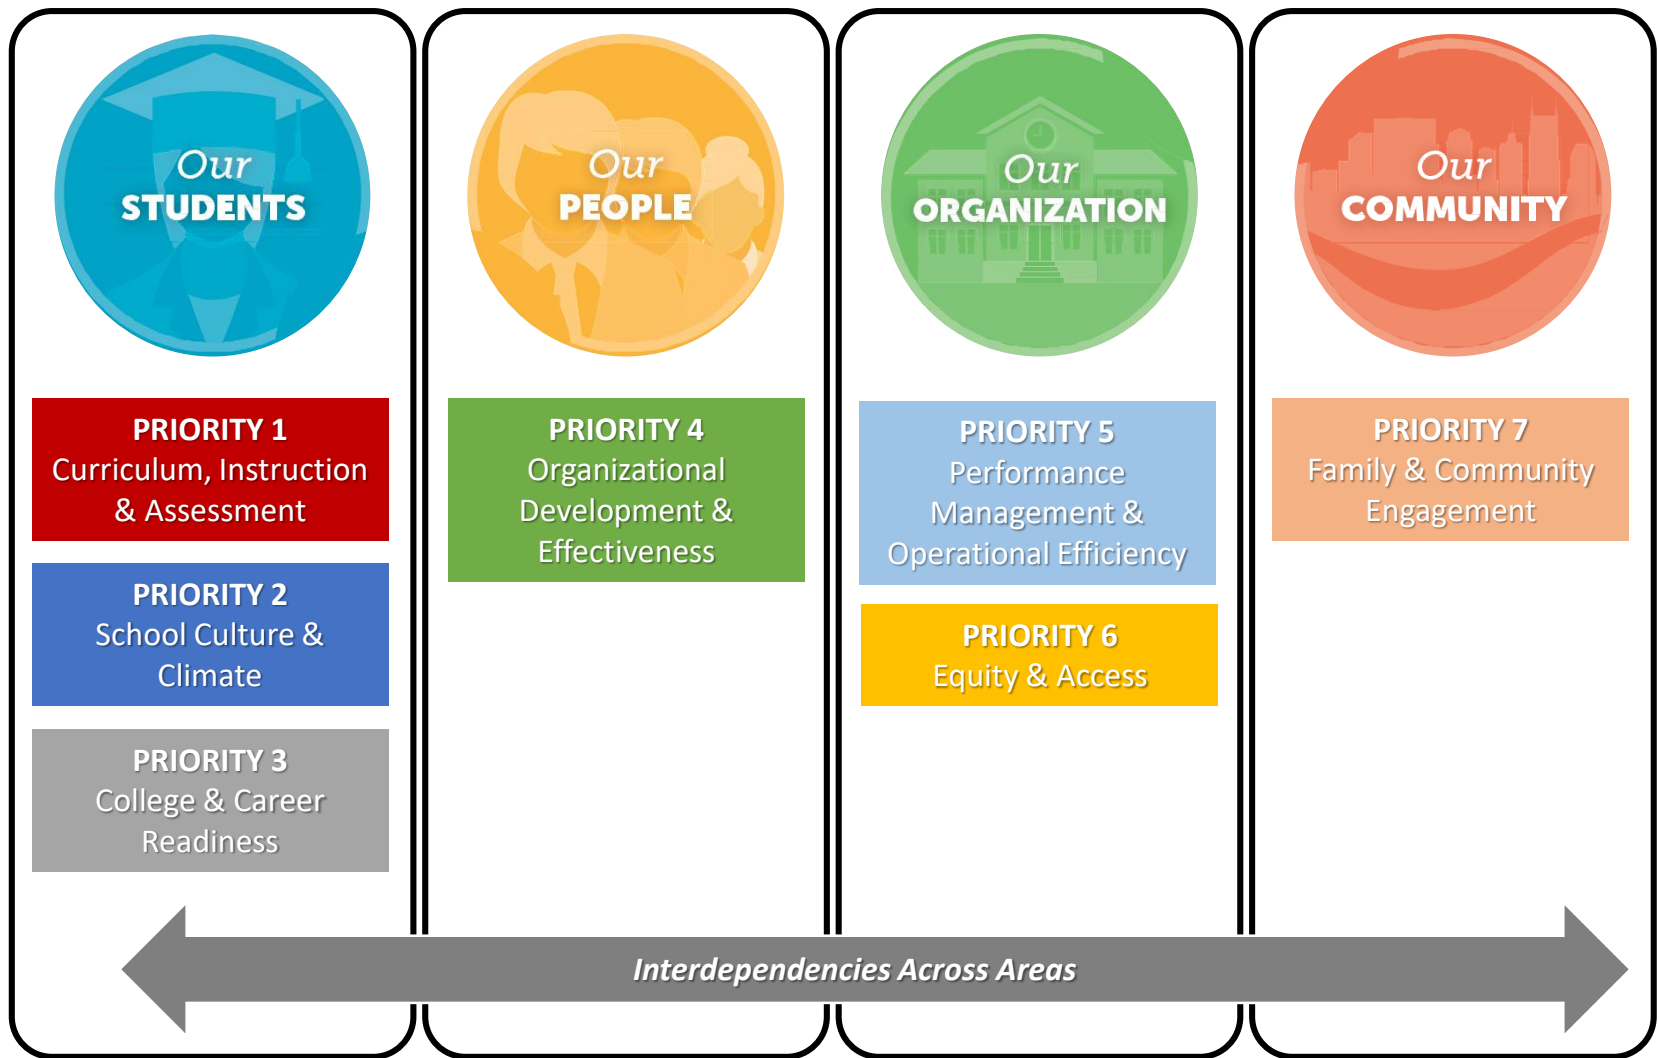 Our
STUDENTS
PRIORITY 1
Curriculum, Instruction
& Assessment
PRIORITY 2
School Culture &
Climate
PRIORITY 3
College & Career
Readiness
Our
PEOPLE
PRIORITY 4
Organizational
Development &
Effectiveness
Our
ORGANIZATION
PRIORITY 5
Performance
Management &
Operational Efficiency
PRIORITY 6
Equity & Access
Our
COMMUNITY
PRIORITY 7
Family & Community
Engagement
Interdependencies Across Areas